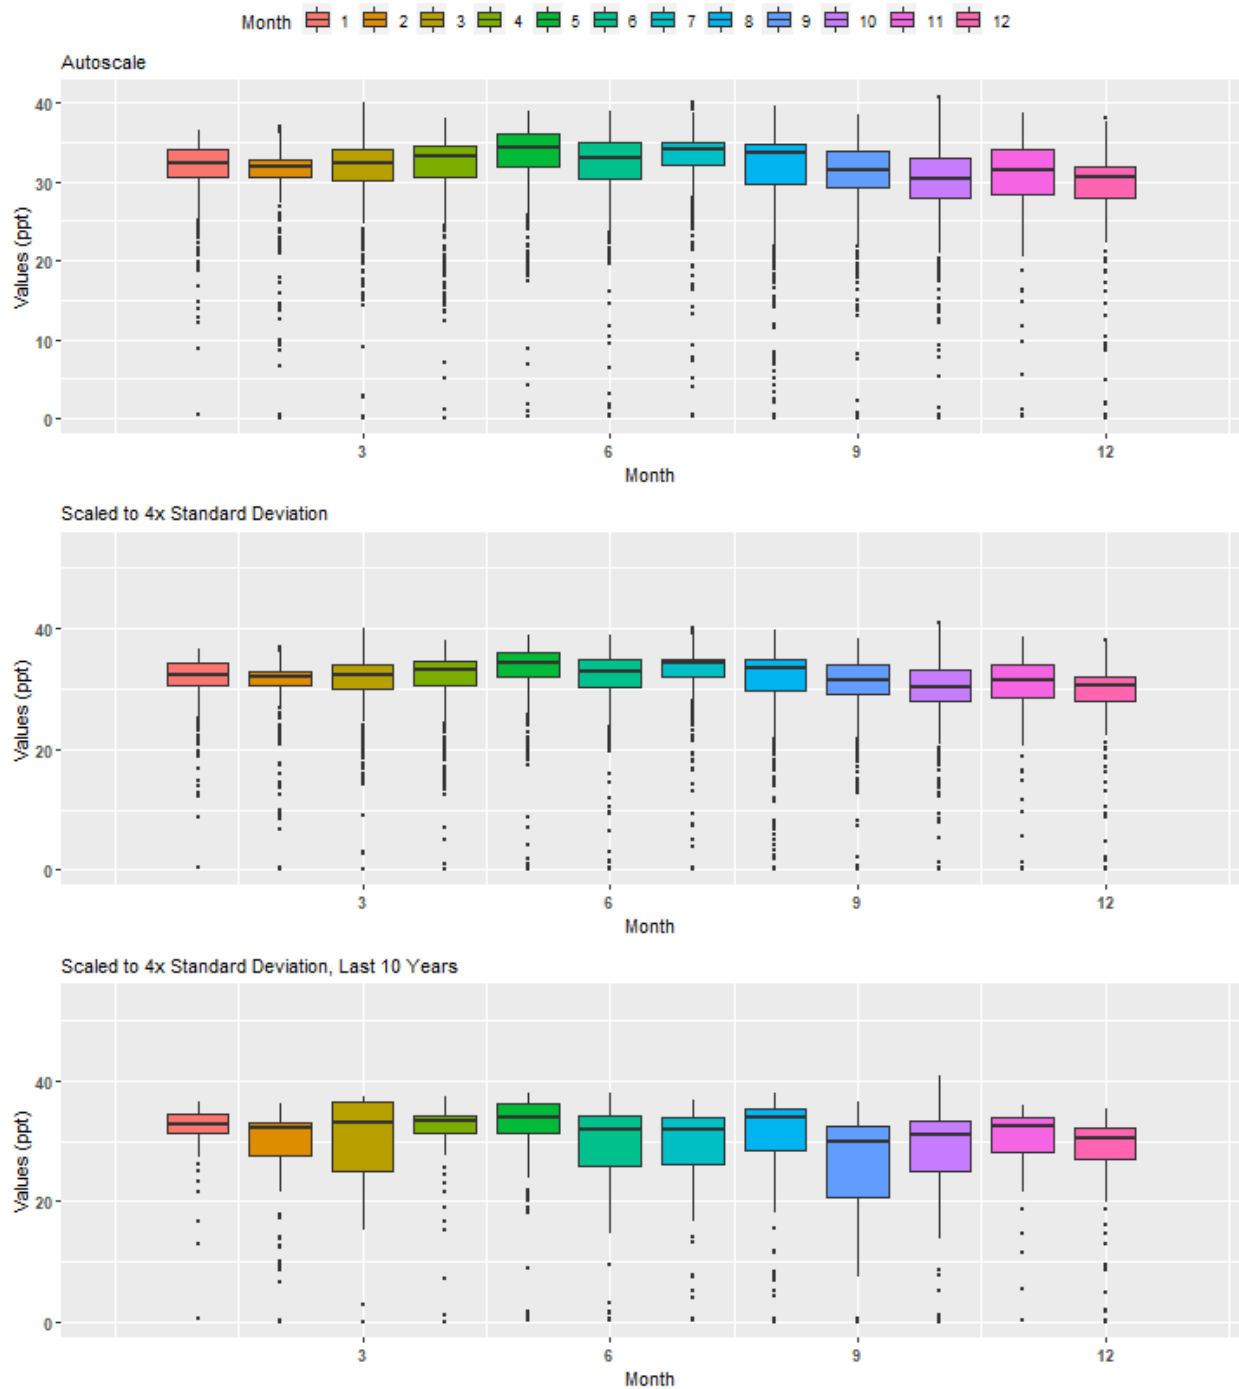 Month 1 2 3 4 5 6 7 8 9 10 11 12
Autoscale
Values (ppt)
40
30
20
10
0
3 6 9 12
Month
Scaled to 4x Standard Deviation
Values (ppt)
40
20
0
3 6 9 12
Month
Scaled to 4x Standard Deviation, Last 10 Years
Values (ppt)
40
20
0
3 6 9 12
Month